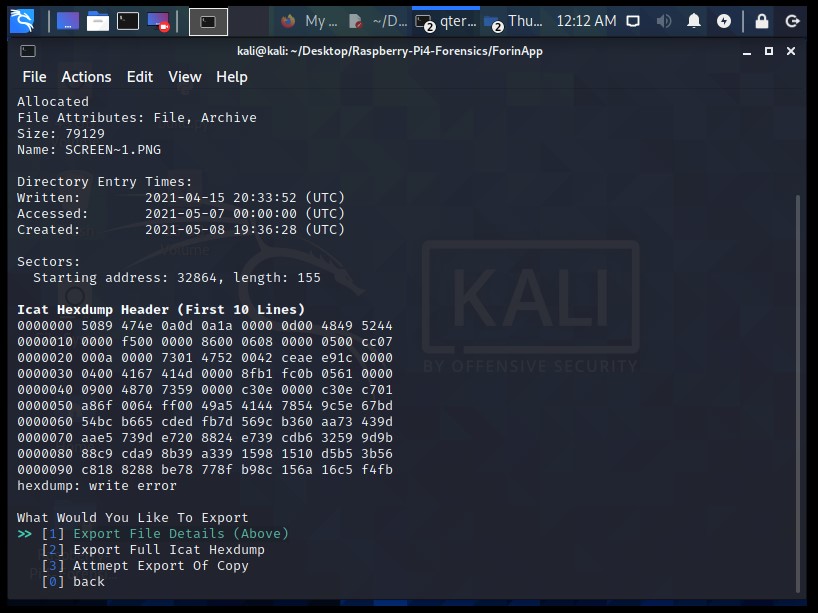 My ... ~/D... 2 qter... 2 Thu... 12:12 AM
kali@kali: ~/Desktop/Raspberry-Pi4-Forensics/ForinApp
File Actions Edit View Help
Allocated
File Attributes: File, Archive
Size: 79129
Name: SCREEN~1.PNG
Directory Entry Times:
Written: 2021-04-15 20:33:52 (UTC)
Accessed: 2021-05-07 00:00:00 (UTC)
Created: 2021-05-08 19:36:28 (UTC)
Sectors:
Starting address: 32864, length: 155
Icat Hexdump Header (First 10 Lines)
0000000 5089 474e 0a0d 0a1a 0000 0d00 4849 5244
0000010 0000 f500 0000 8600 0608 0000 0500 cc07
0000020 000a 0000 7301 4752 0042 ceae e91c 0000
0000030 0400 4167 414d 0000 8fb1 fc0b 0561 0000
0000040 0900 4870 7359 0000 c30e 0000 c30e c701
0000050 a86f 0064 ff00 49a5 4144 7854 9c5e 67bd
0000060 54bc b665 cded fb7d 569c b360 aa73 439d
0000070 aae5 739d e720 8824 e739 cdb6 3259 9d9b
0000080 88c9 cda9 8b39 a339 1598 1510 d5b5 3b56
0000090 c818 8288 be78 778f b98c 156a 16c5 f4fb
hexdump: write error
What Would You Like To Export
>> [1] Export File Details (Above)
[2] Export Full Icat Hexdump
[3] Attmept Export Of Copy
[0] back
KALI
BY OFFENSIVE SECURITY